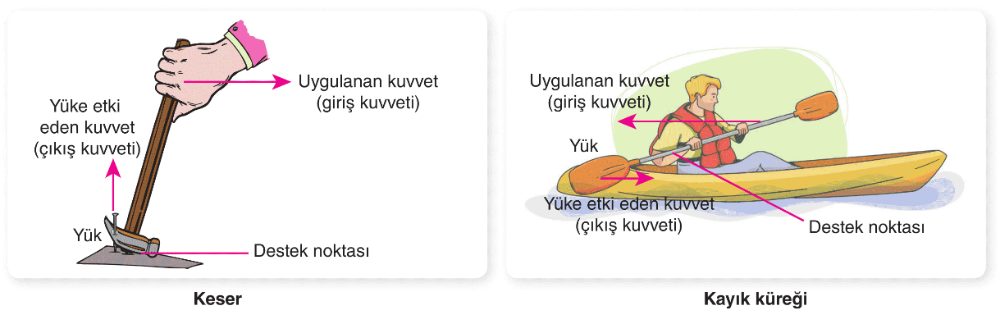 Uygulanan kuvvet
(giriş kuvveti)
Yüke etki
eden kuvvet
(çıkış kuvveti)
Yük
Destek noktası
Keser
Uygulanan kuvvet
(giriş kuvveti)
Yük
Yüke etki eden kuvvet
(çıkış kuvveti)
Destek noktası
Kayık küreği